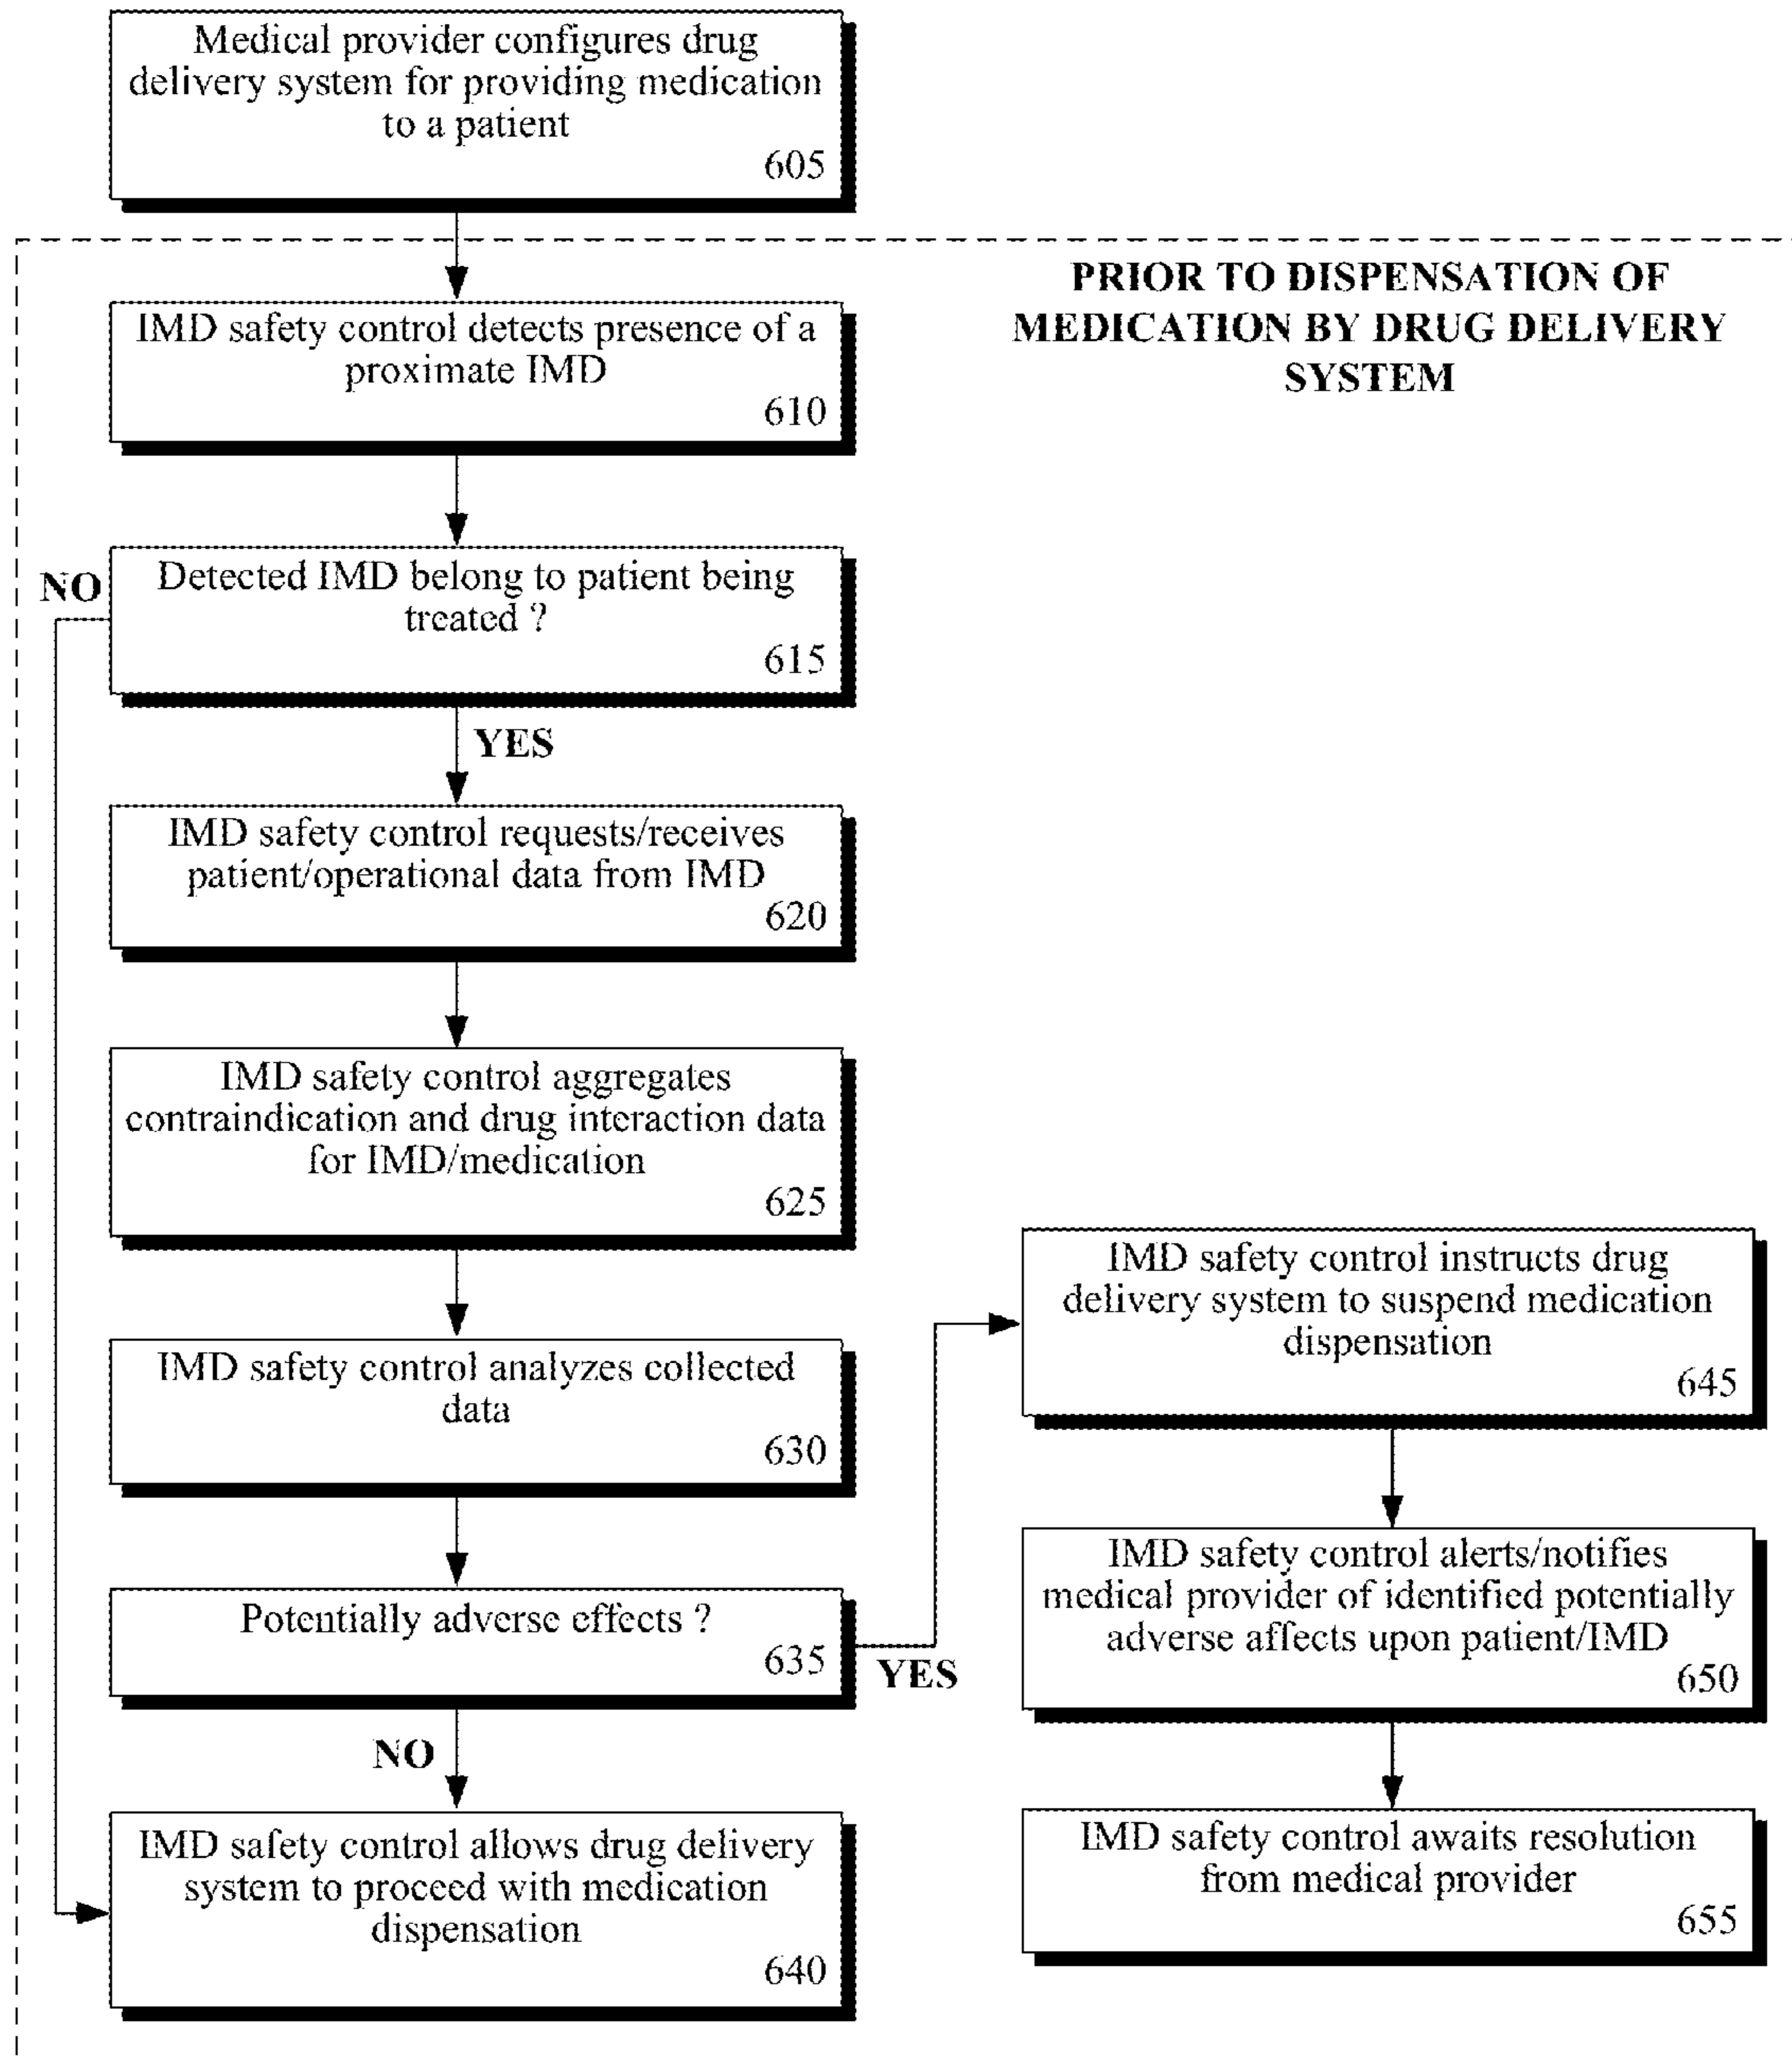 Medical provider configures drug
delivery system for providing medication
to a patient
605
PRIOR TO DISPENSATION OF
MEDICATION BY DRUG DELIVERY
SYSTEM
IMD safety control detects presence of a
proximate IMD
610
NO
Detected IMD belong to patient being
treated ?
615
YES
IMD safety control requests/receives
patient/operational data from IMD
620
IMD safety control aggregates
contraindication and drug interaction data
for IMD/medication
625
IMD safety control analyzes collected
data
630
Potentially adverse effects ?
635
YES
NO
IMD safety control allows drug delivery
system to proceed with medication
dispensation
640
IMD safety control instructs drug
delivery system to suspend medication
dispensation
645
IMD safety control alerts/notifies
medical provider of identified potentially
adverse affects upon patient/IMD
650
IMD safety control awaits resolution
from medical provider
655